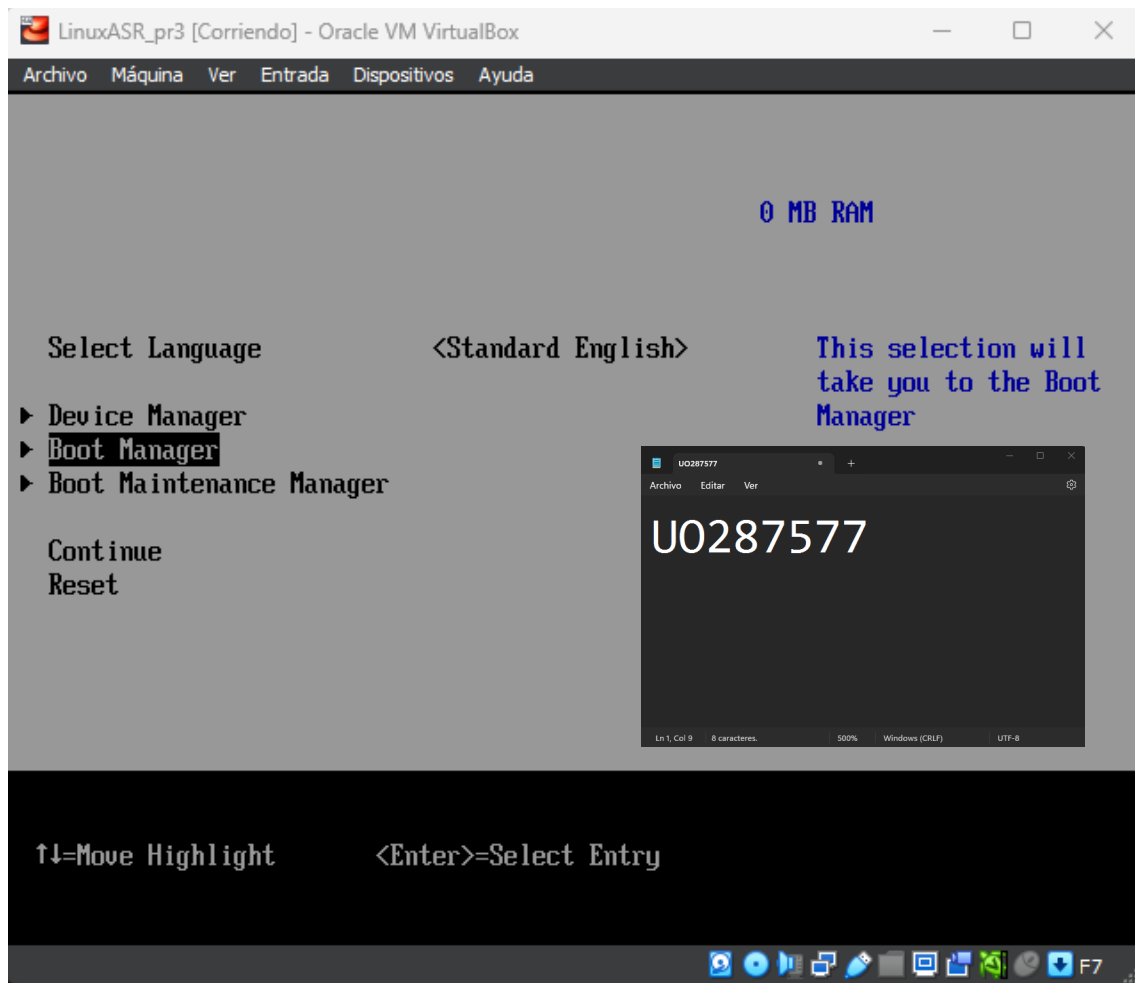 LinuxASR_pr3 [Corriendo] - Oracle VM VirtualBox
Archivo Máquina Ver Entrada Dispositivos Ayuda
0 MB RAM
Select Language <Standard English>
This selection will
take you to the Boot
Manager
Device Manager
Boot Manager
Boot Maintenance Manager
Continue
Reset
UO287577
Archivo Editar Ver
UO287577
Ln 1, Col 9 8 caracteres. 500% Windows (CRLF) UTF-8
↑↓=Move Highlight <Enter>=Select Entry
F7